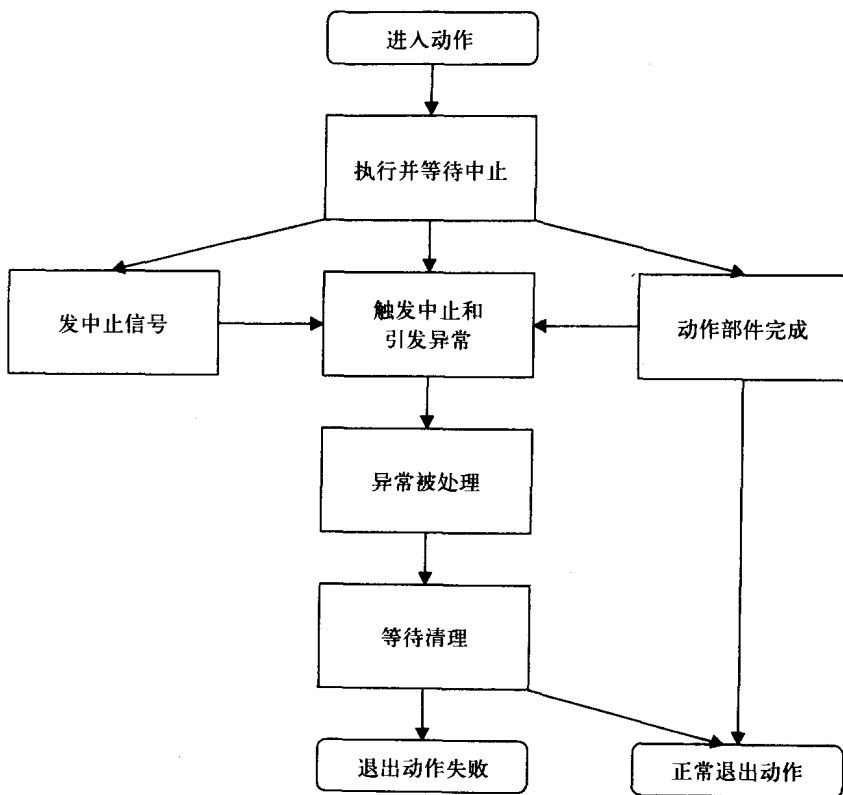 进入动作
执行并等待中止
发中止信号
触发中止和
引发异常
动作部件完成
异常被处理
等待清理
退出动作失败
正常退出动作